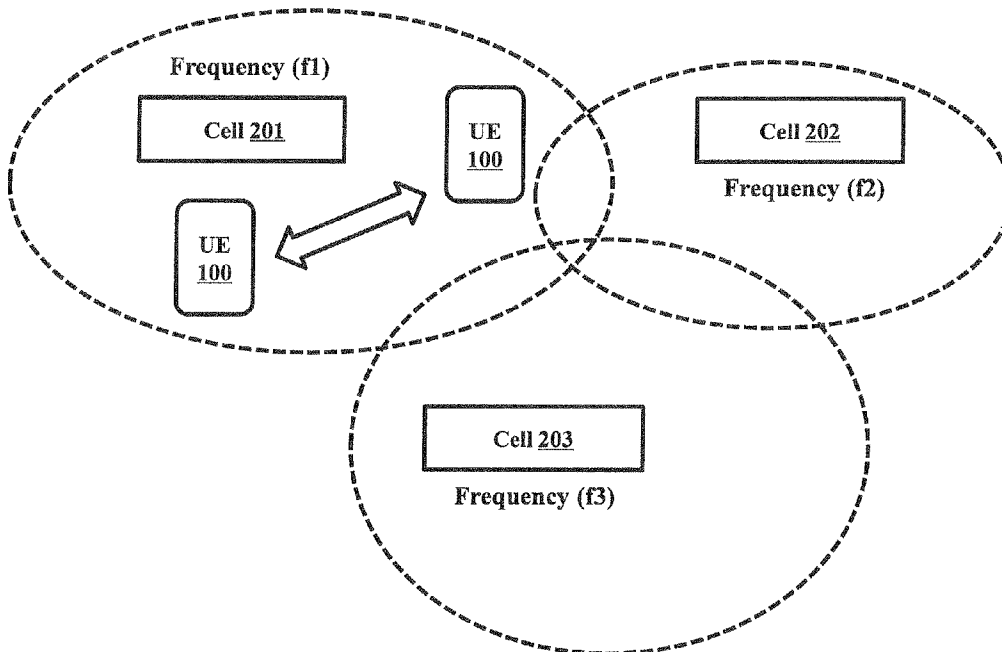 Frequency (f1)
Cell 201
UE
100
UE
100
Cell 202
Frequency (f2)
Cell 203
Frequency (f3)